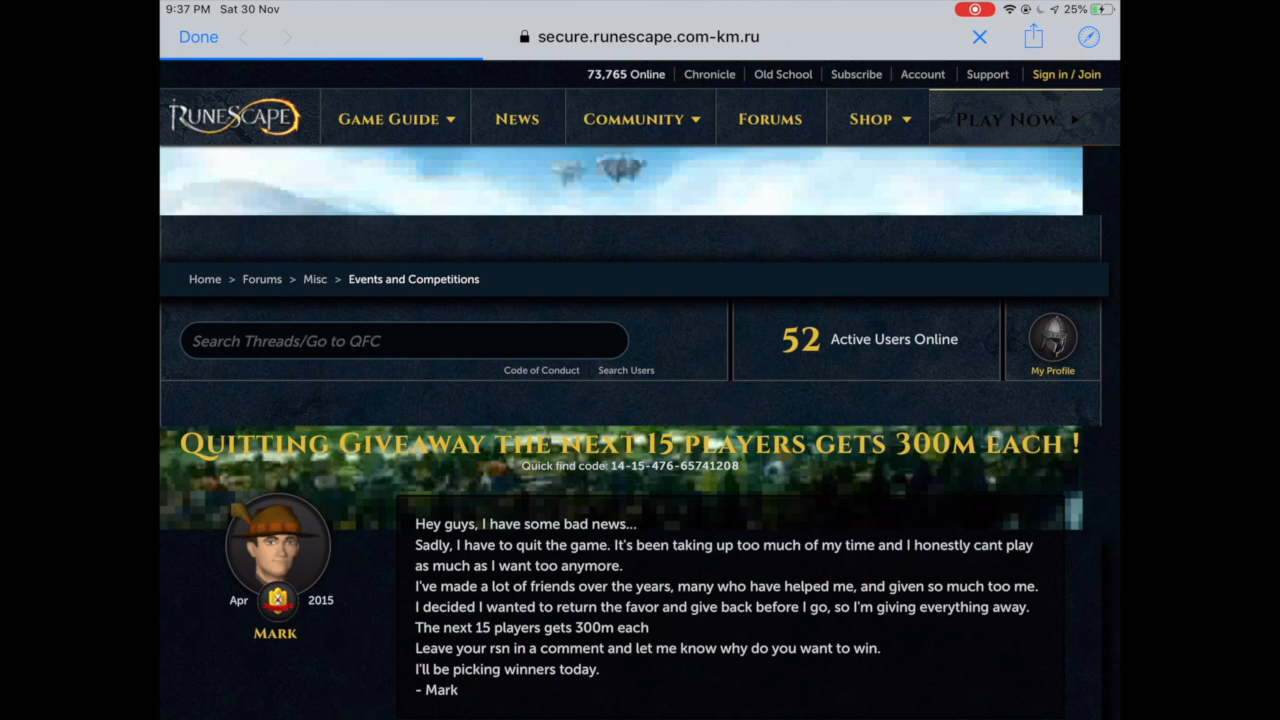 9:37 PM Sat 30 Nov 25%
Done secure.runescape.com-km.ru
73,765 Online Chronicle Old School Subscribe Account Support Sign in / Join
RUNESCAPE GAME GUIDE NEWS COMMUNITY FORUMS SHOP PLAY NOW
Home > Forums > Misc > Events and Competitions
Search Threads/Go to QFC
52 Active Users Online
Code of Conduct Search Users My Profile
QUITTING GIVEAWAY THE NEXT 15 PLAYERS GETS 300M EACH !
Quick find code: 14-15-476-65741208
Apr 2015
MARK
Hey guys, I have some bad news...
Sadly, I have to quit the game. It's been taking up too much of my time and I honestly cant play
as much as I want too anymore.
I've made a lot of friends over the years, many who have helped me, and given so much too me.
I decided I wanted to return the favor and give back before I go, so I'm giving everything away.
The next 15 players gets 300m each
Leave your rsn in a comment and let me know why do you want to win.
I'll be picking winners today.
- Mark